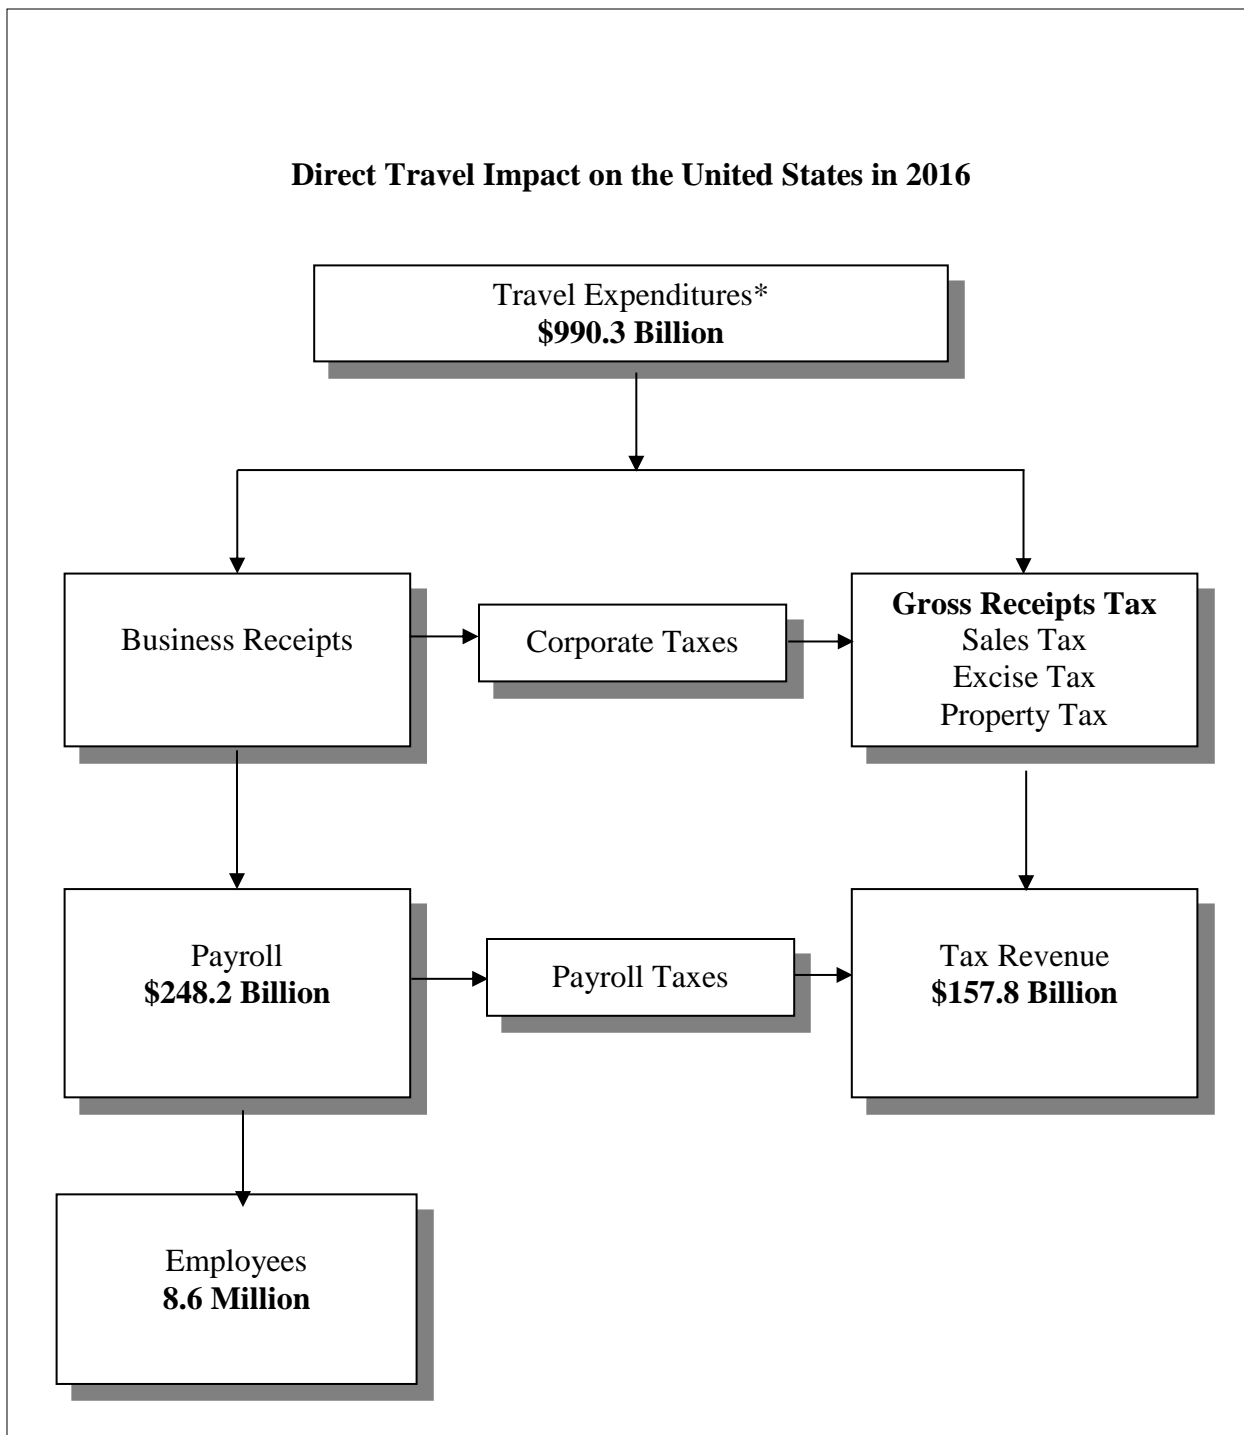 Direct Travel Impact on the United States in 2016
Travel Expenditures*
$990.3 Billion
Business Receipts
Corporate Taxes
Gross Receipts Tax
Sales Tax
Excise Tax
Property Tax
Payroll
$248.2 Billion
Payroll Taxes
Tax Revenue
$157.8 Billion
Employees
8.6 Million